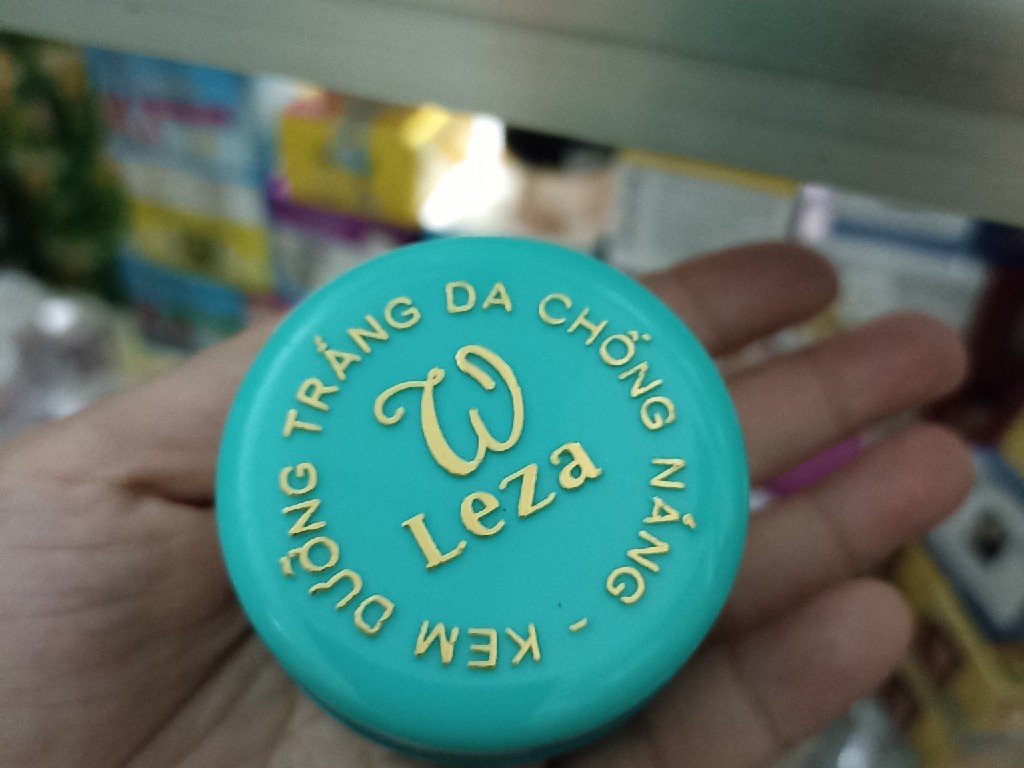 KEM DƯỠNG TRẮNG DA CHỐNG NẮNG -
W
Leza